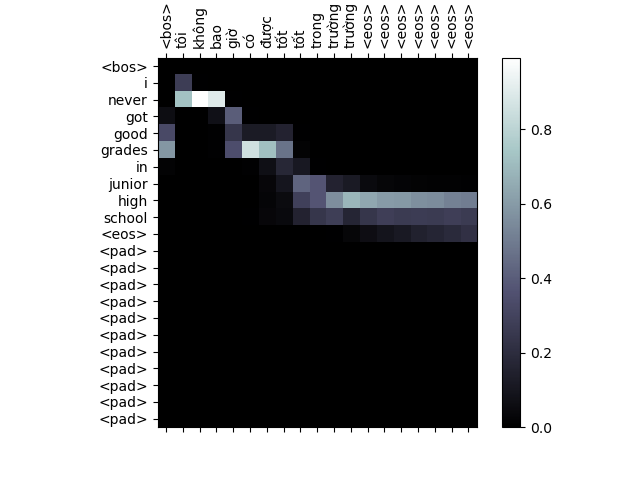 <bos> tôi không bao giờ có được tốt tốt trong trường trường <eos> <eos> <eos> <eos> <eos> <eos> <eos>
<bos>
i
never
got
good
grades
in
junior
high
school
<eos>
<pad>
<pad>
<pad>
<pad>
<pad>
<pad>
<pad>
<pad>
<pad>
<pad>
<pad>
0.8
0.6
0.4
0.2
0.0